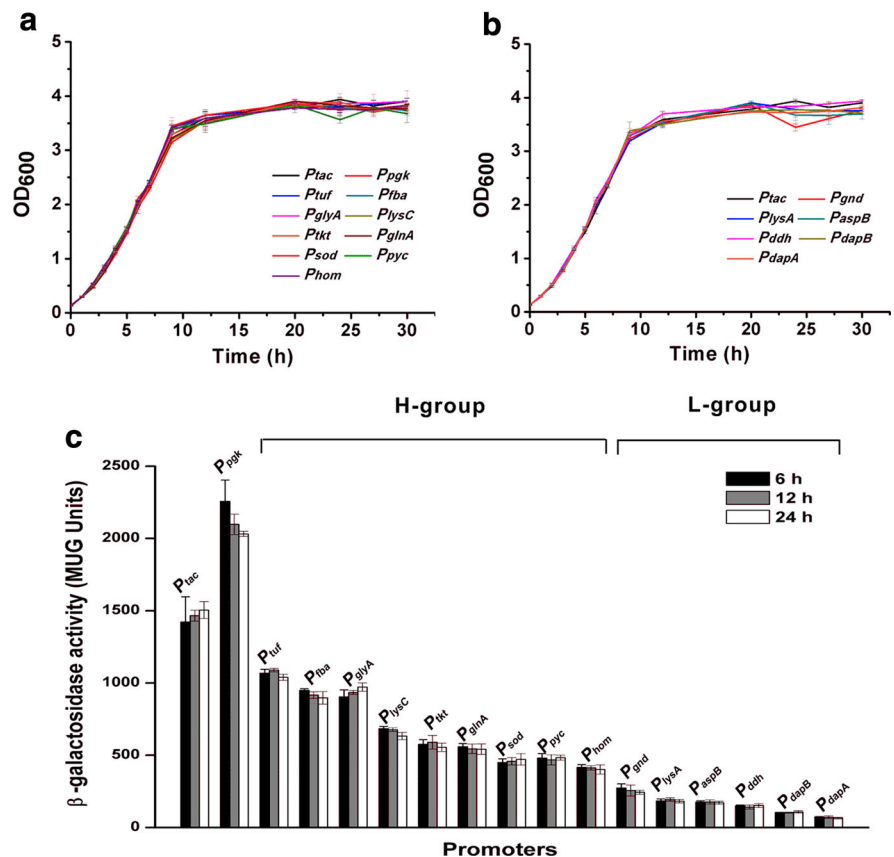 a
5
4
3
2
1
0
OD600
0 5 10 15 20 25 30
Time (h)
Ptac Ppgk
Ptuf Pfba
PglyA PlysC
Ptkt PglnA
Psod Ppyc
Phom
b
5
4
3
2
1
0
OD600
0 5 10 15 20 25 30
Time (h)
Ptac Pgnd
PlysA PaspB
Pddh PdapB
PdapA
H-group L-group
c
β-galactosidase activity (MUG Units)
2500
2000
1500
1000
500
0
6 h
12 h
24 h
Ptac
Ppgk
Ptuf
Pfba
PglyA
PlysC
Ptkt
PglnA
Psod
Ppyc
Phom
Pgnd
PlysA
PaspB
Pddh
PdapB
PdapA
Promoters